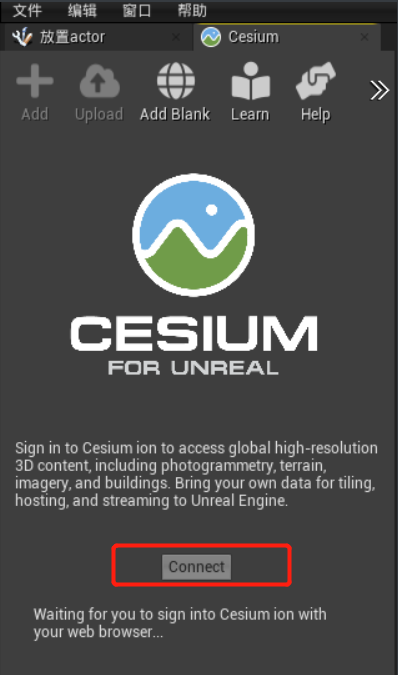 文件 编辑 窗口 帮助
放置actor Cesium
Add Upload Add Blank Learn Help
CESIUM
FOR UNREAL
Sign in to Cesium ion to access global high-resolution
3D content, including photogrammetry, terrain,
imagery, and buildings. Bring your own data for tiling,
hosting, and streaming to Unreal Engine.
Connect
Waiting for you to sign into Cesium ion with
your web browser...